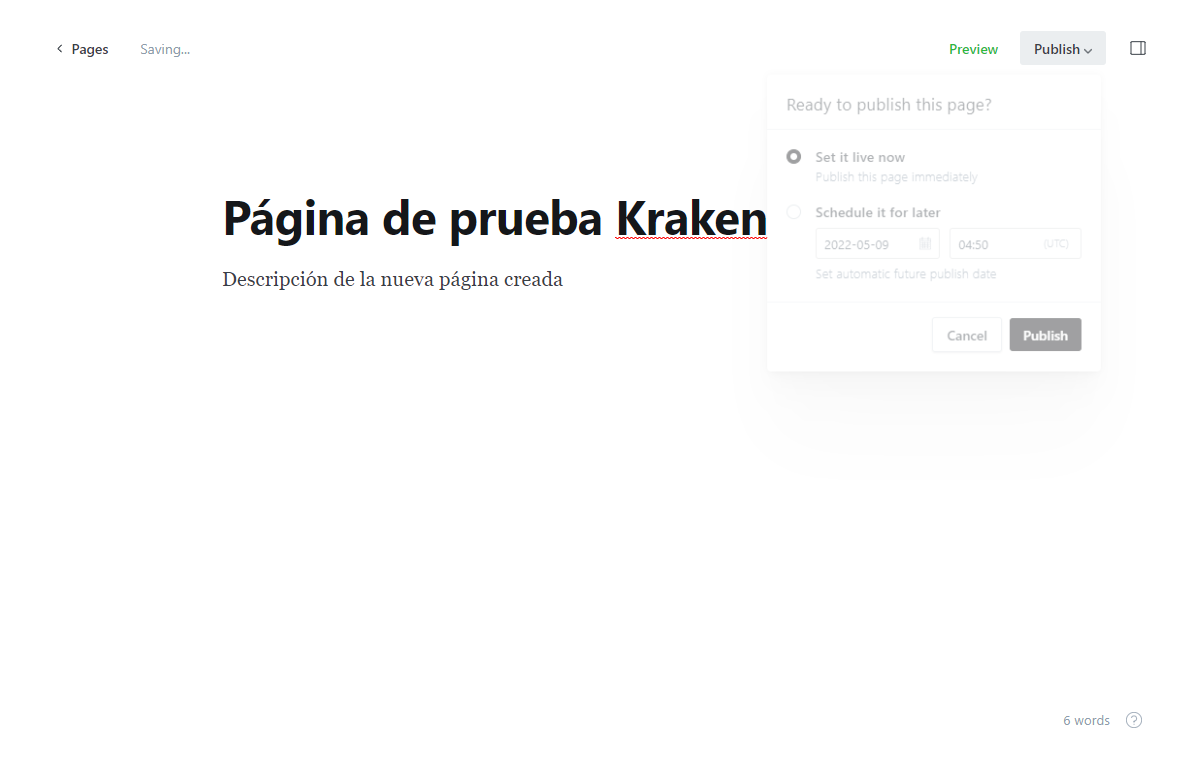 Pages
Saving...
Preview
Publish
Ready to publish this page?
Set it live now
Publish this page immediately
Schedule it for later
2022-05-09
04:50
(UTC)
Set automatic future publish date
Cancel
Publish
Página de prueba Kraken
Descripción de la nueva página creada
6 words
?